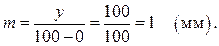 m = y / (100 − 0) = 100 / 100 = 1 (мм).